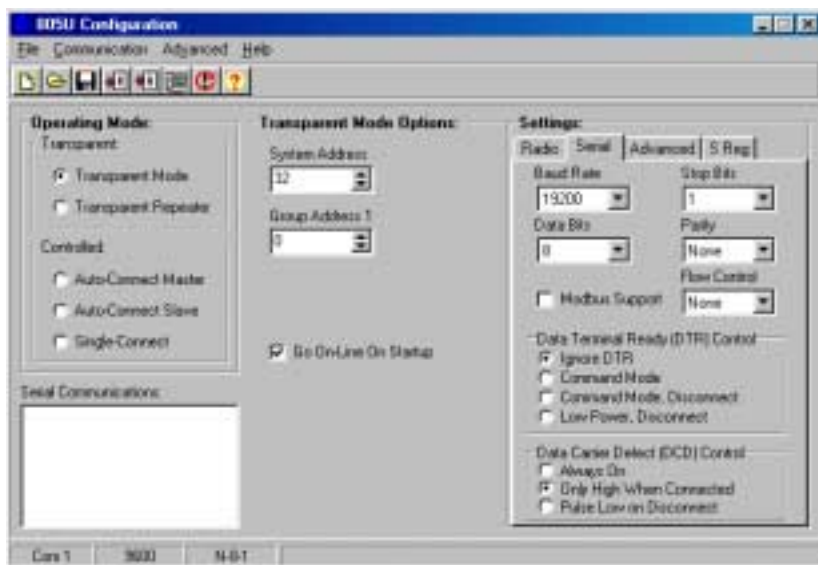 805U Configuration
File Communication Advanced Help
Operating Mode:
Transparent:
Transparent Mode
Transparent Repeater
Controlled:
Auto-Connect Master
Auto-Connect Slave
Single-Connect
Serial Communications:
Transparent Mode Options:
System Address
32
Group Address 1
0
Go On-Line On Startup
Settings:
Radio Serial Advanced S Reg
Baud Rate Stop Bits
19200 1
Data Bits Parity
8 None
Flow Control
Modbus Support None
Data Terminal Ready (DTR) Control
Ignore DTR
Command Mode
Command Mode, Disconnect
Low Power, Disconnect
Data Carrier Detect (DCD) Control
Always On
Only High When Connected
Pulse Low on Disconnect
Com 1 9600 N-8-1